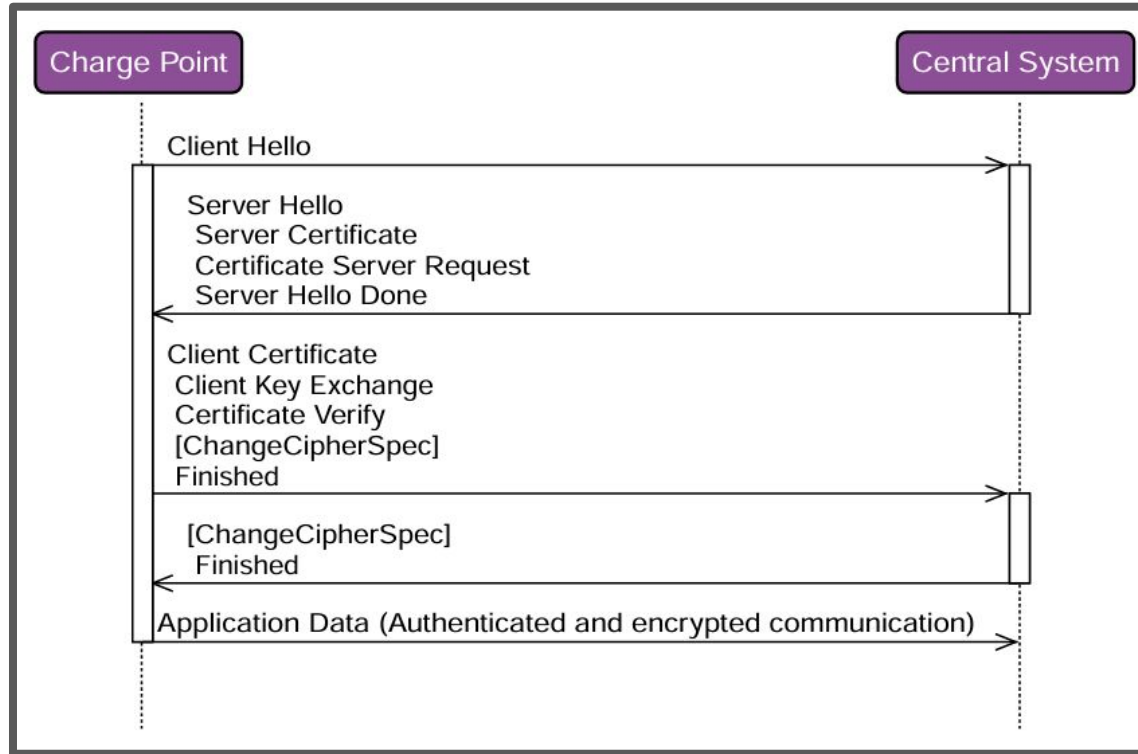 Charge Point
Central System
Client Hello
Server Hello
Server Certificate
Certificate Server Request
Server Hello Done
Client Certificate
Client Key Exchange
Certificate Verify
[ChangeCipherSpec]
Finished
[ChangeCipherSpec]
Finished
Application Data (Authenticated and encrypted communication)